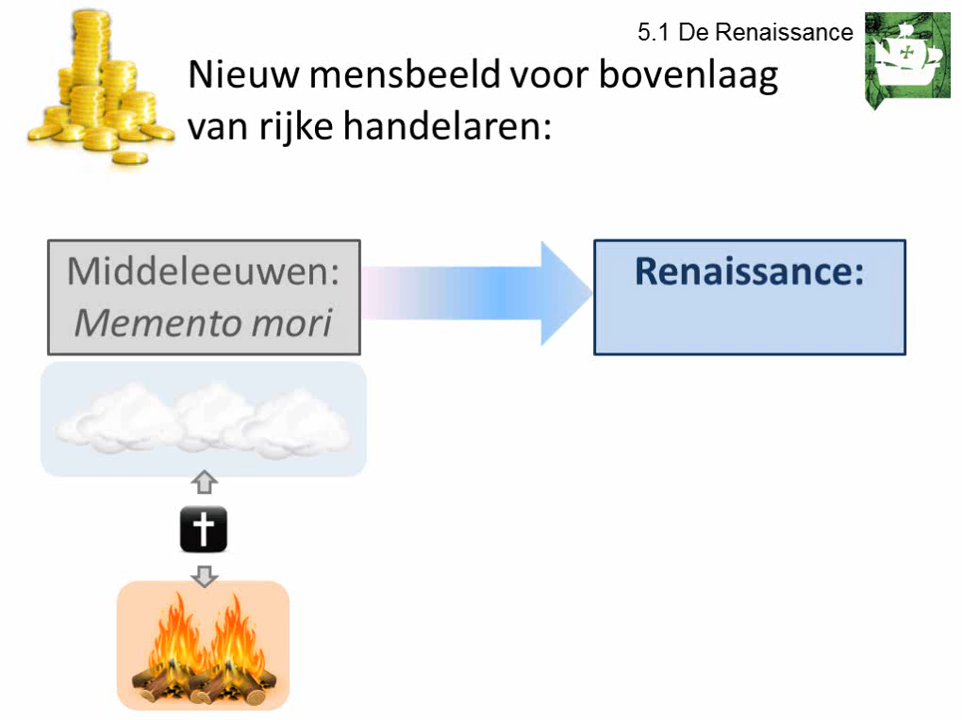 5.1 De Renaissance
Nieuw mensbeeld voor bovenlaag
van rijke handelaren:
Middeleeuwen:
Memento mori
Renaissance: